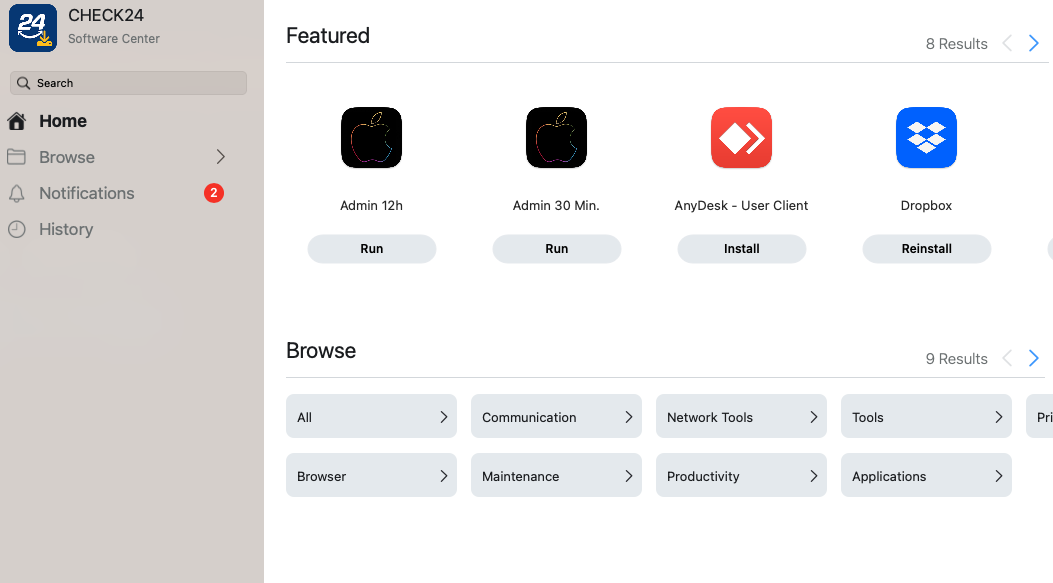 24
CHECK24
Software Center
Search
Home
Browse
Notifications
2
History
Featured
8 Results
Admin 12h
Admin 30 Min.
AnyDesk - User Client
Dropbox
Run
Run
Install
Reinstall
Browse
9 Results
All
Communication
Network Tools
Tools
Pri
Browser
Maintenance
Productivity
Applications